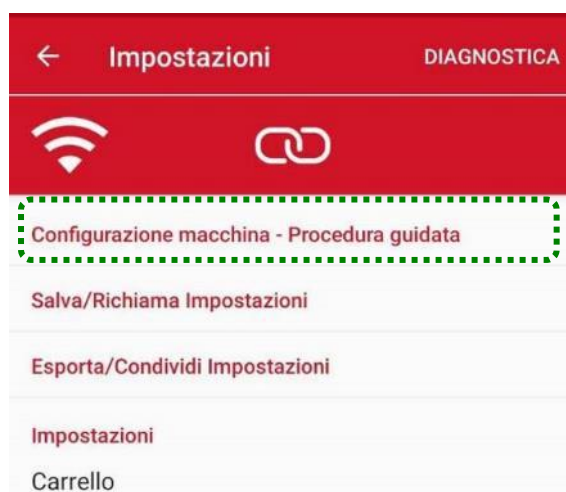 Impostazioni DIAGNOSTICA
Configurazione macchina - Procedura guidata
Salva/Richiama Impostazioni
Esporta/Condividi Impostazioni
Impostazioni
Carrello